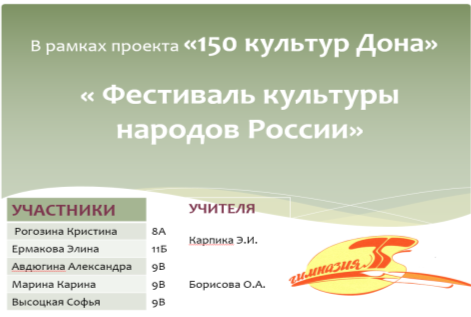 В рамках проекта «150 культур Дона»
« Фестиваль культуры
народов России»
УЧАСТНИКИ
Рогозина Кристина 8А
Ермакова Элина 11Б
Авдюгина Александра 9В
Марина Карина 9В
Высоцкая Софья 9В
УЧИТЕЛЯ
Карпика Э.И.
Борисова О.А.
гимназия